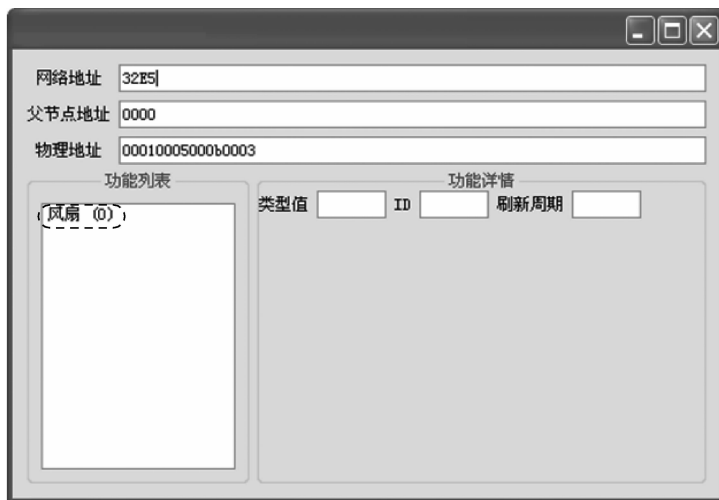 网络地址 32E5
父节点地址 0000
物理地址 00010005000b0003
功能列表
风扇 (0)
功能详情
类型值 ID 刷新周期